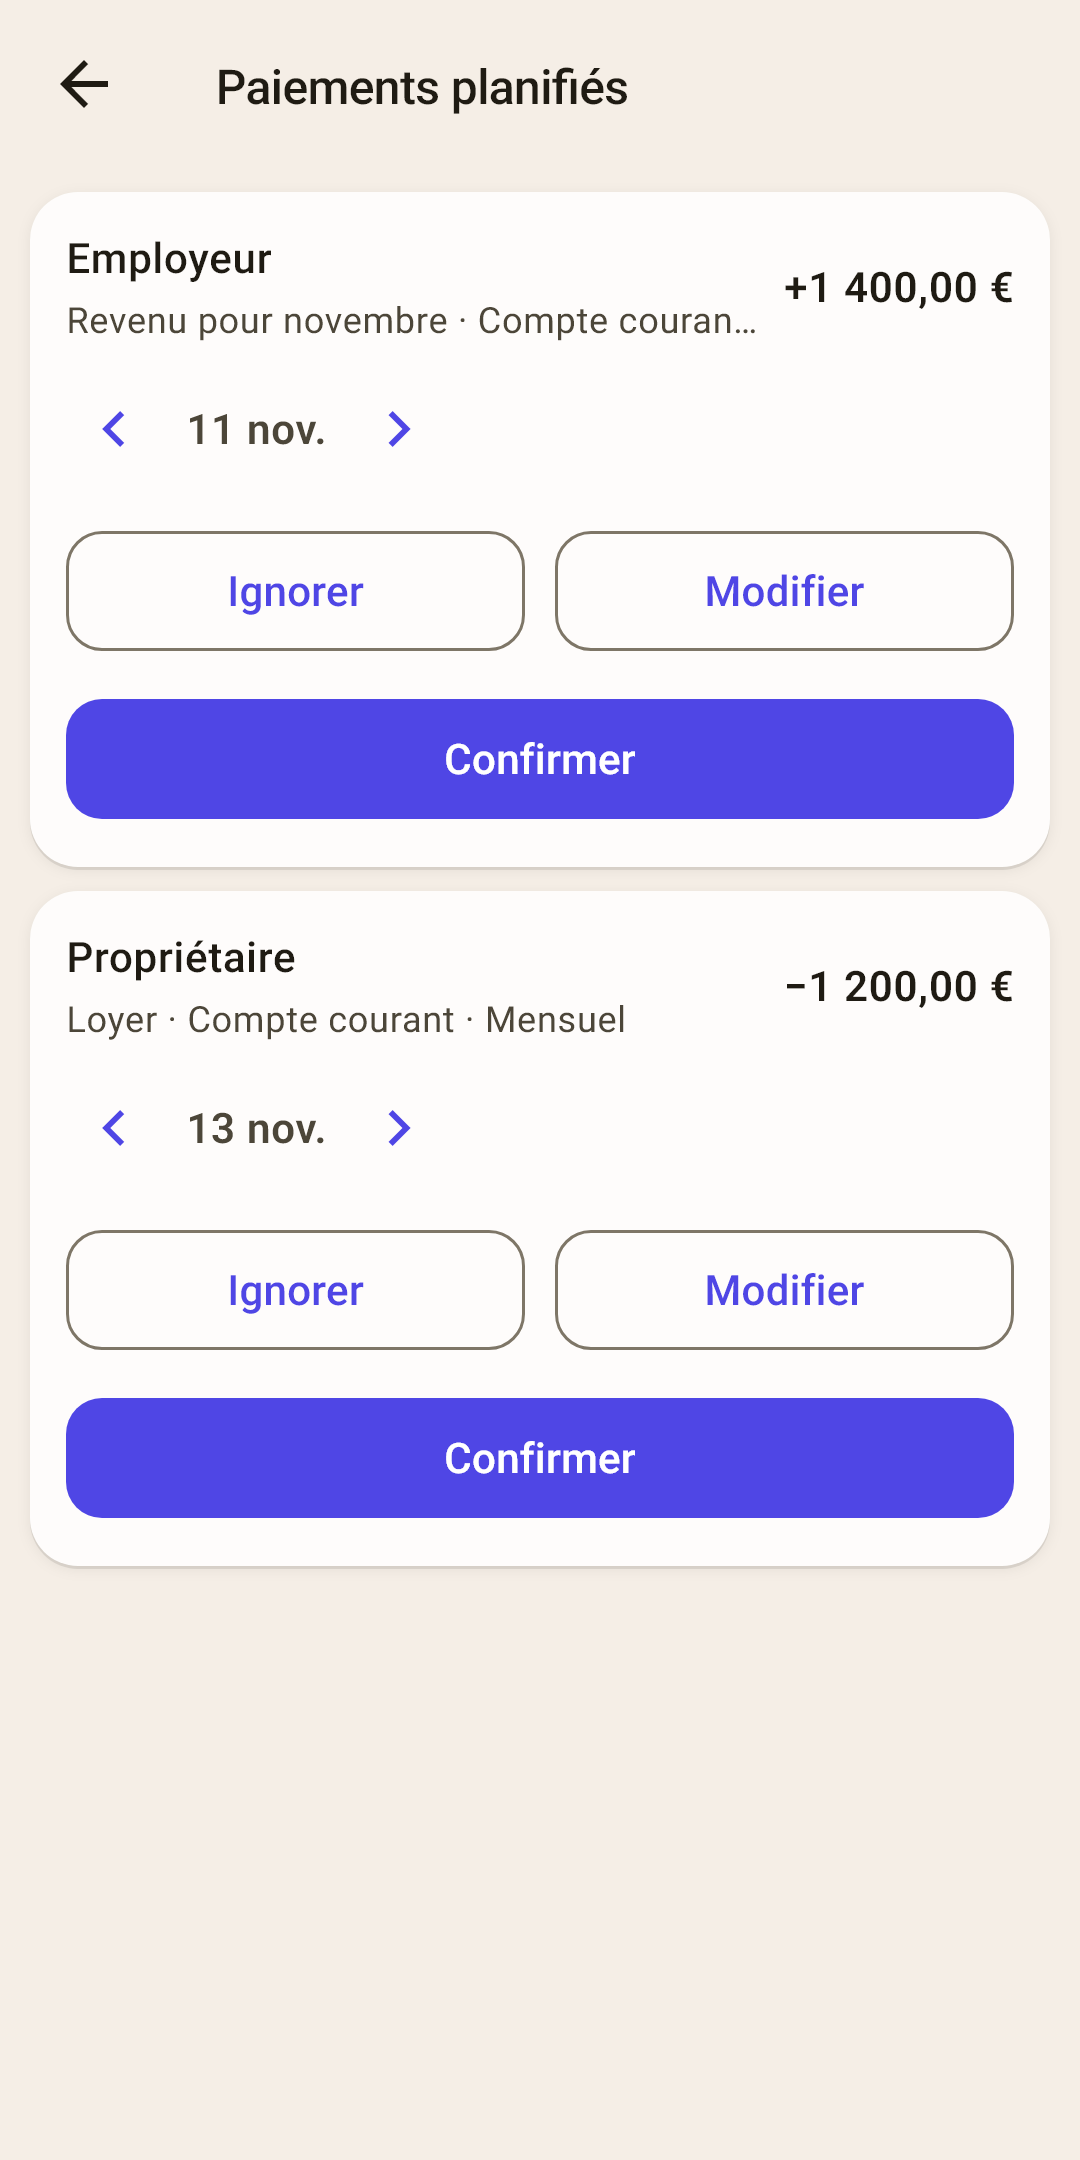 Paiements planifiés
Employeur
+1 400,00 €
Revenu pour novembre · Compte couran…
11 nov.
Ignorer
Modifier
Confirmer
Propriétaire
−1 200,00 €
Loyer · Compte courant · Mensuel
13 nov.
Ignorer
Modifier
Confirmer